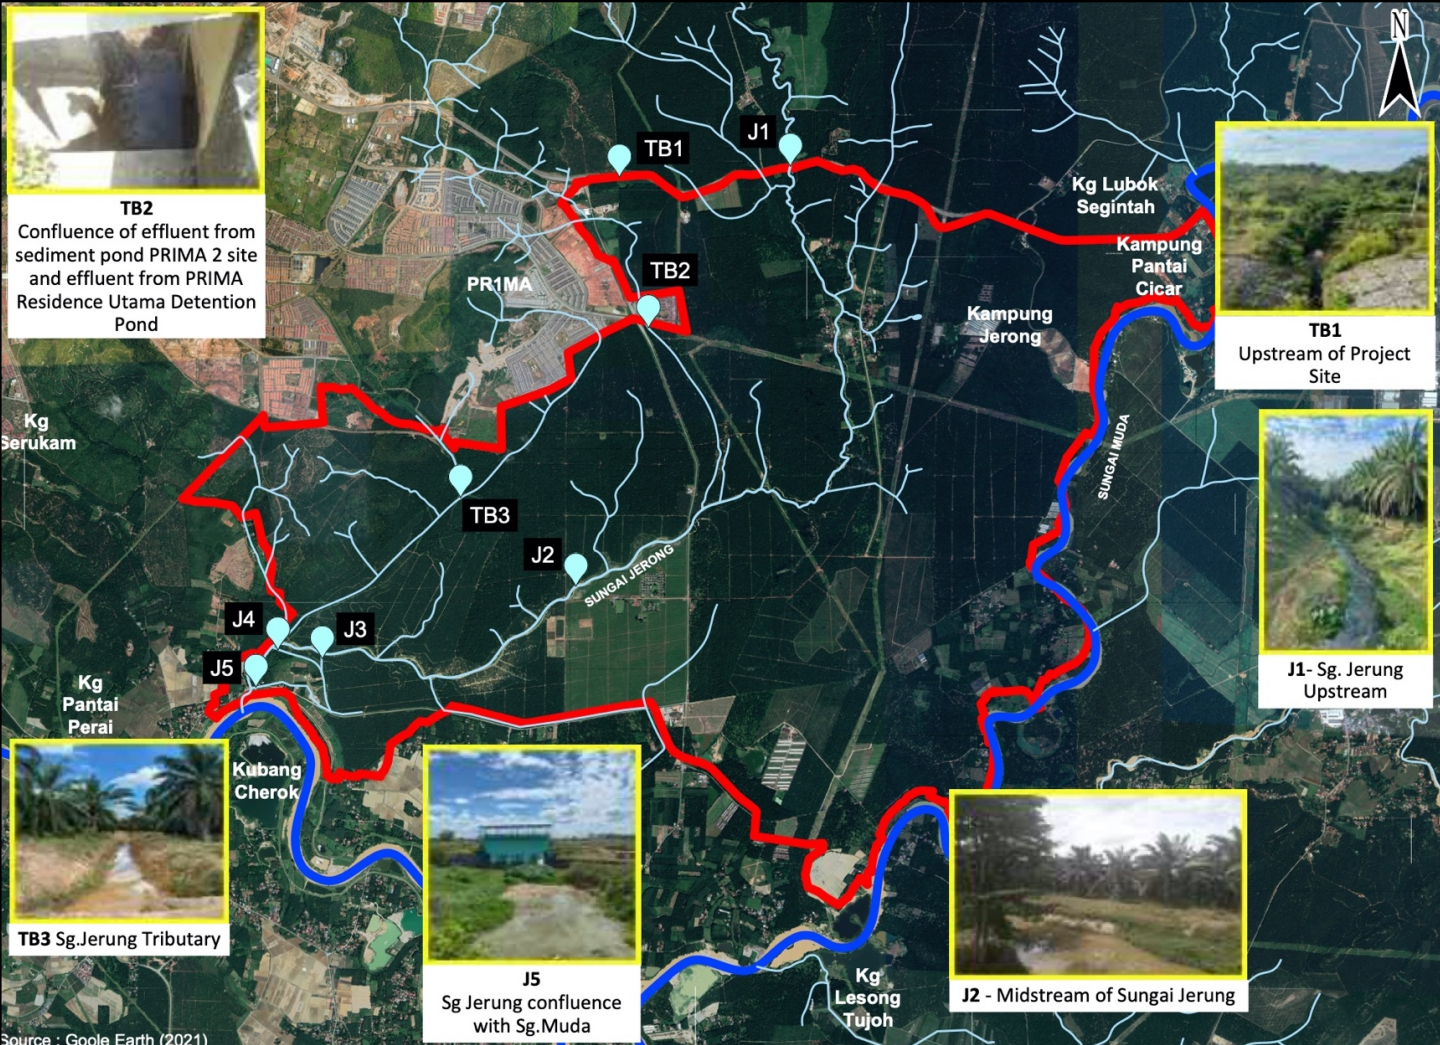 N
TB1
J1
Kg Lubok
Segintah
Kampung
Pantai
Cicar
TB2
Confluence of effluent from
sediment pond PRIMA 2 site
and effluent from PRIMA
Residence Utama Detention
Pond
PR1MA
TB2
Kampung
Jerong
TB1
Upstream of Project
Site
Kg
Serukam
SUNGAI MUDA
TB3
J2
SUNGAI JERONG
J4
J3
J5
J1- Sg. Jerung
Upstream
Kg
Pantai
Perai
Kubang
Cherok
TB3 Sg.Jerung Tributary
J5
Sg Jerung confluence
with Sg.Muda
Kg
Lesong
Tujoh
J2 - Midstream of Sungai Jerung
Source : Goole Earth (2021)